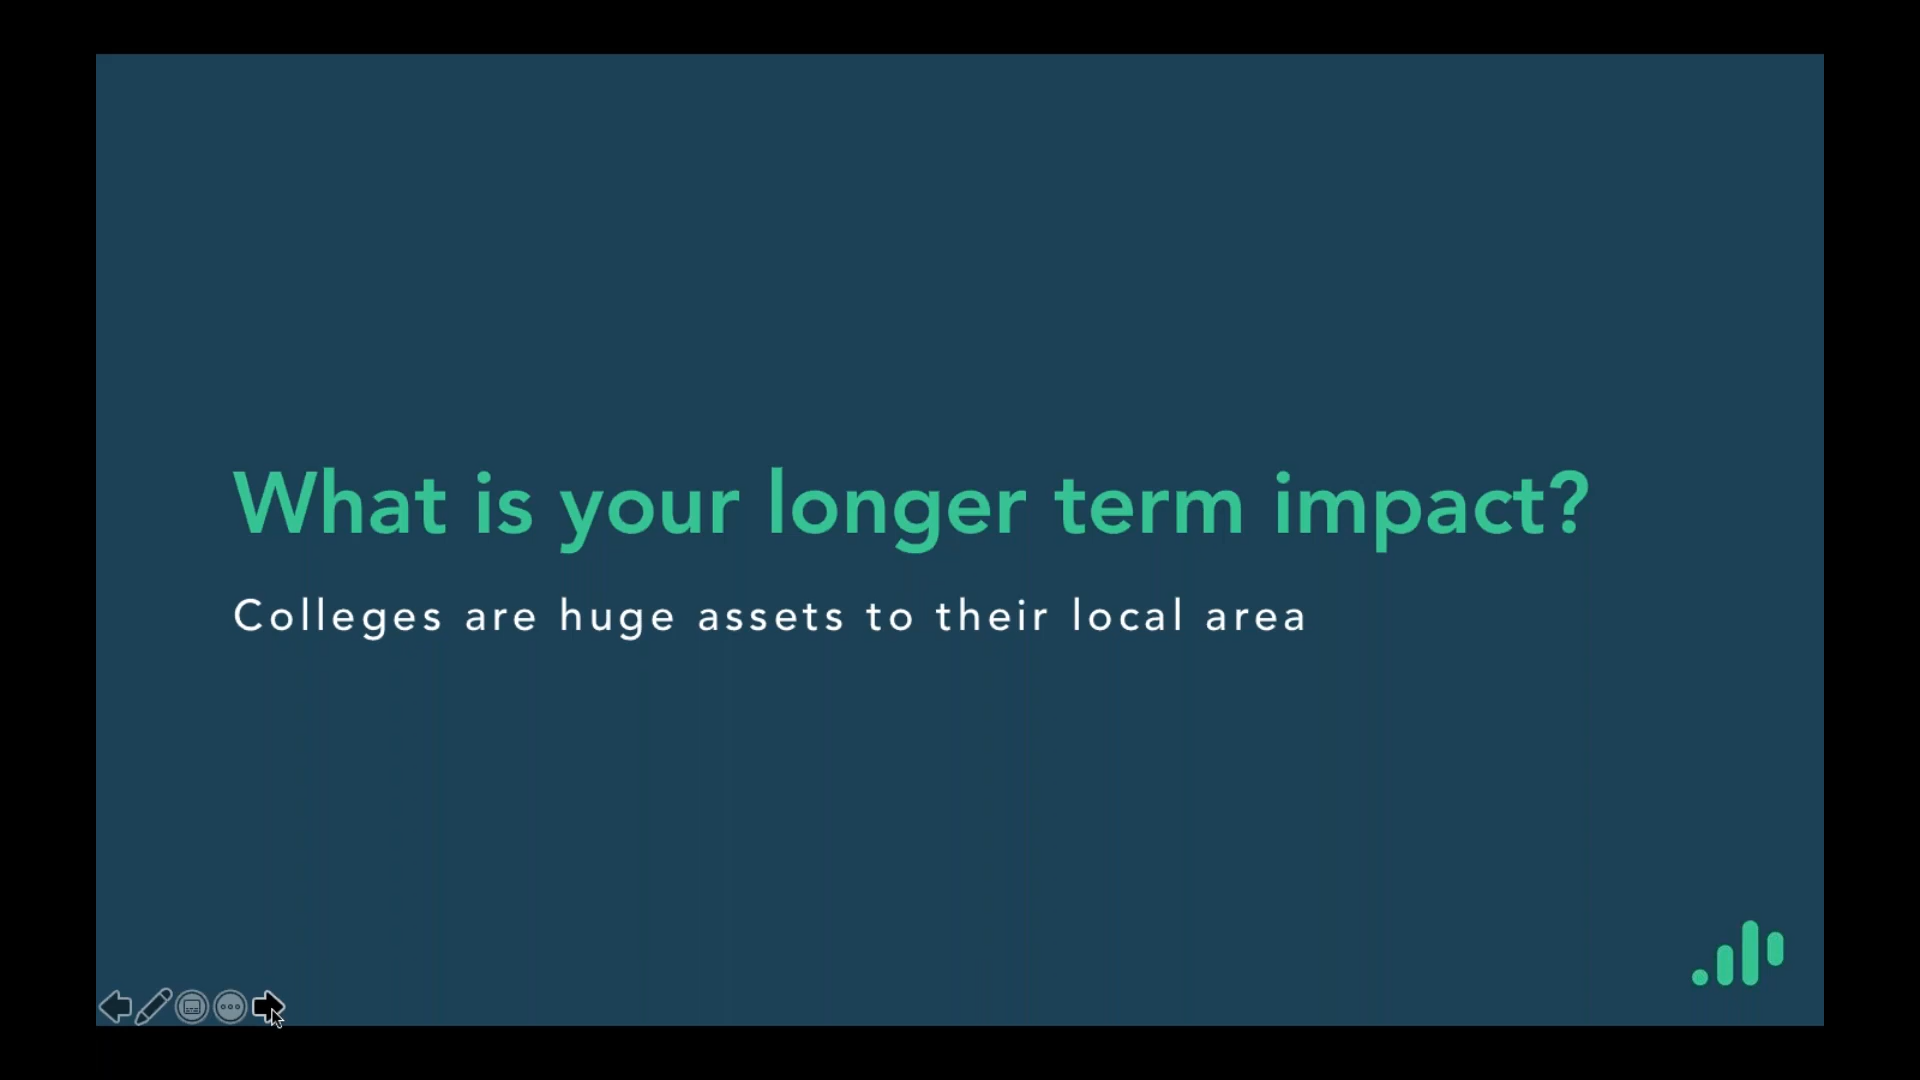 What is your longer term impact?
Colleges are huge assets to their local area